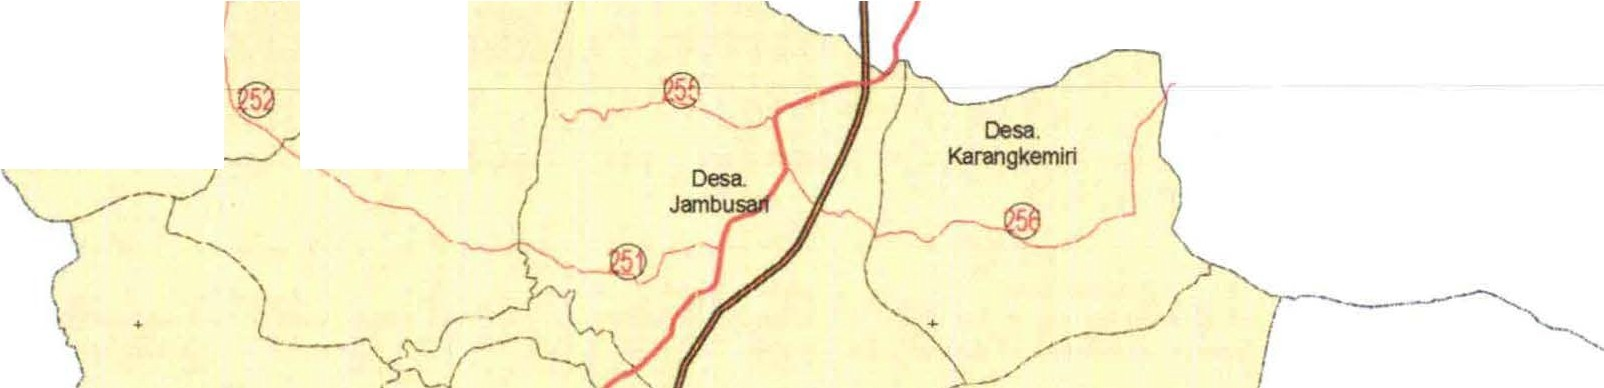 252
255
Desa.
Karangkemiri
Desa.
Jambusari
256
251